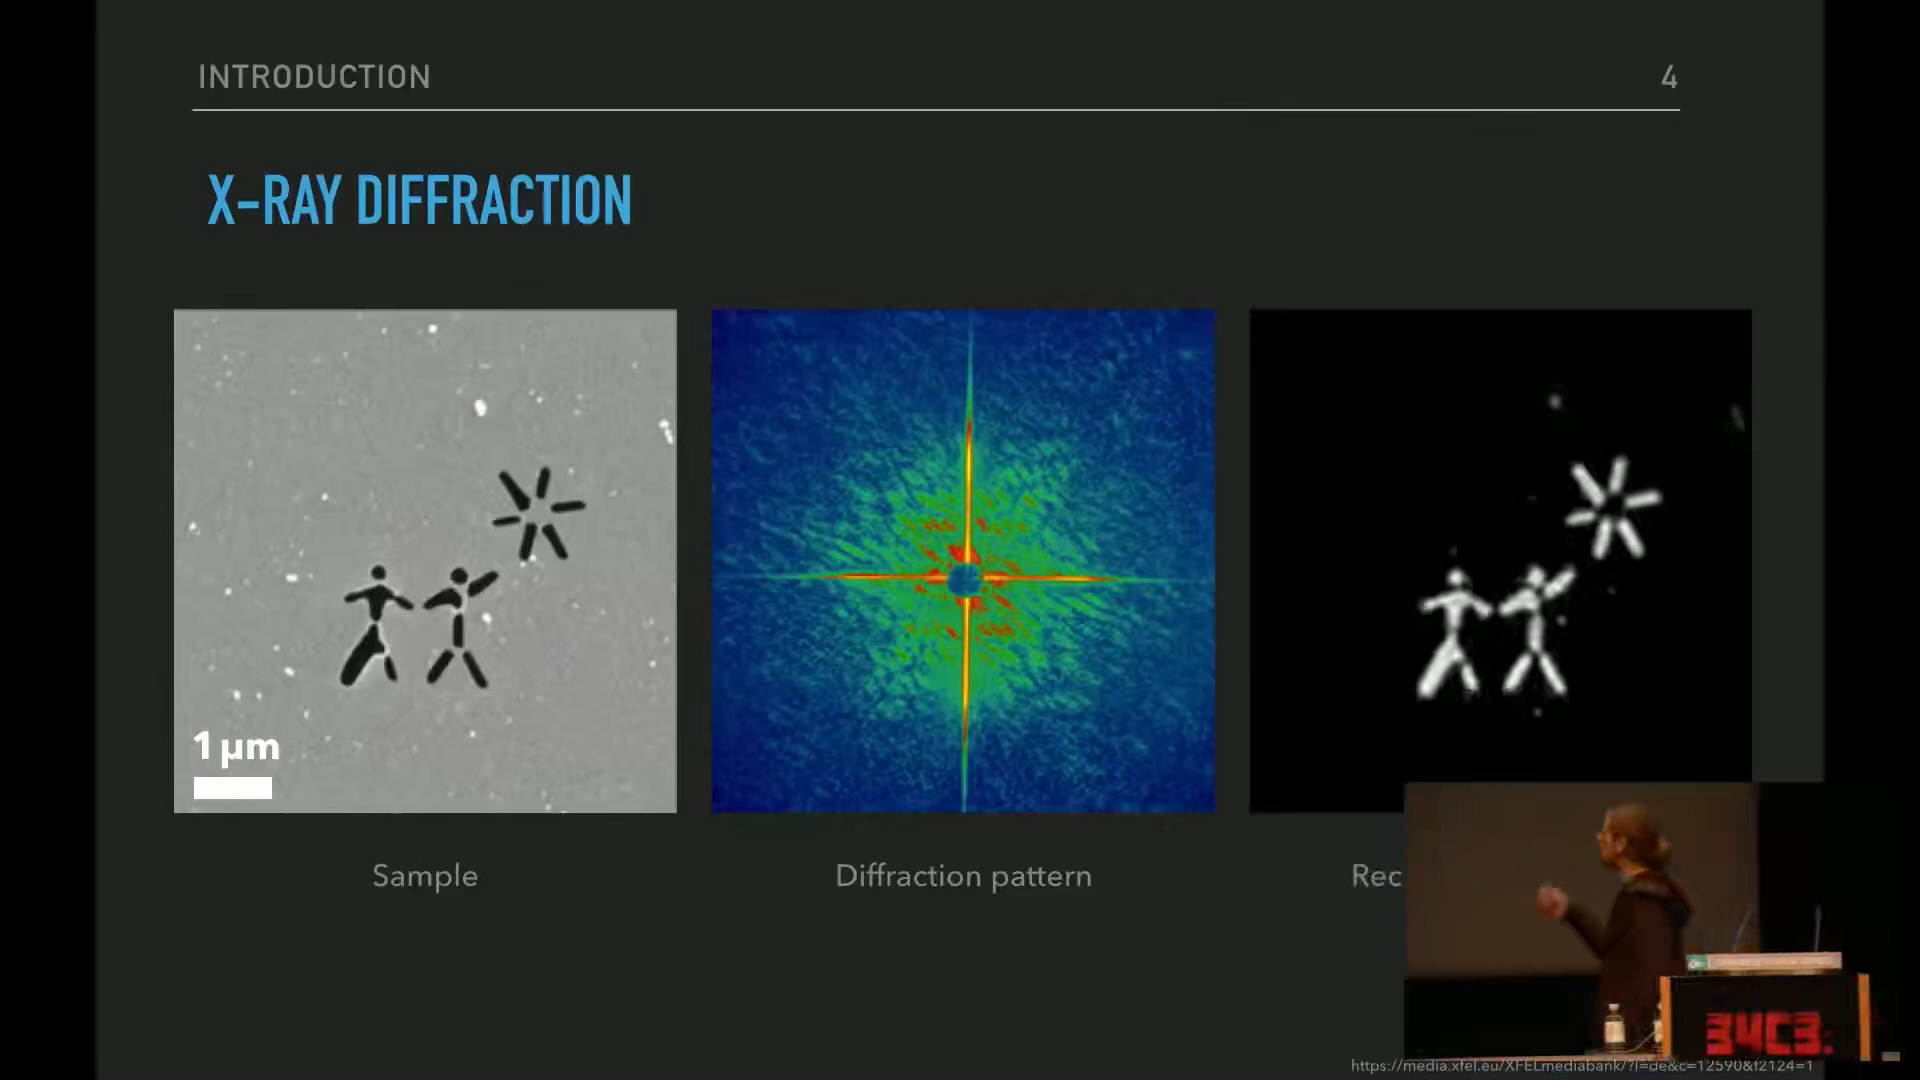 INTRODUCTION
4
X-RAY DIFFRACTION
1 µm
Sample
Diffraction pattern
Rec
34C3:
https://media.xfel.eu/XFELmediabank/?l=de&c=12590&f2124=1